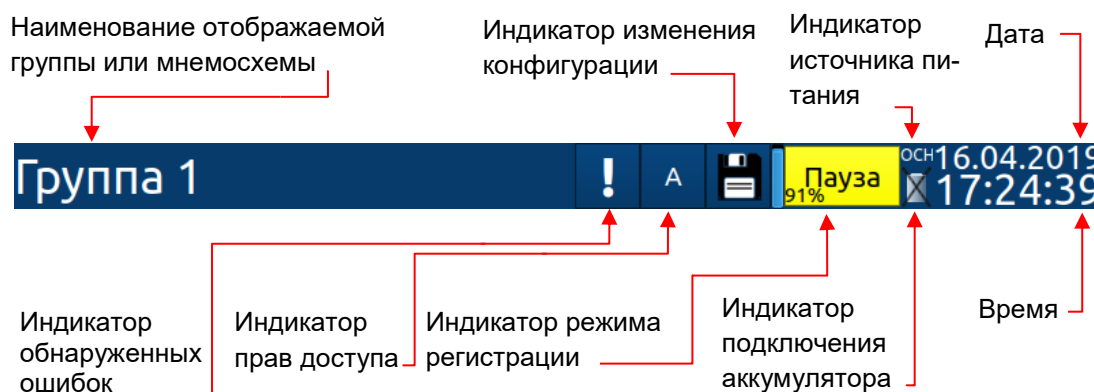 Наименование отображаемой
группы или мнемосхемы
Индикатор изменения
конфигурации
Индикатор
источника пи-
тания
Дата
Группа 1
!
А
Пауза
91%
ОСН
16.04.2019
17:24:39
Индикатор
обнаруженных
ошибок
Индикатор
прав доступа
Индикатор режима
регистрации
Индикатор
подключения
аккумулятора
Время